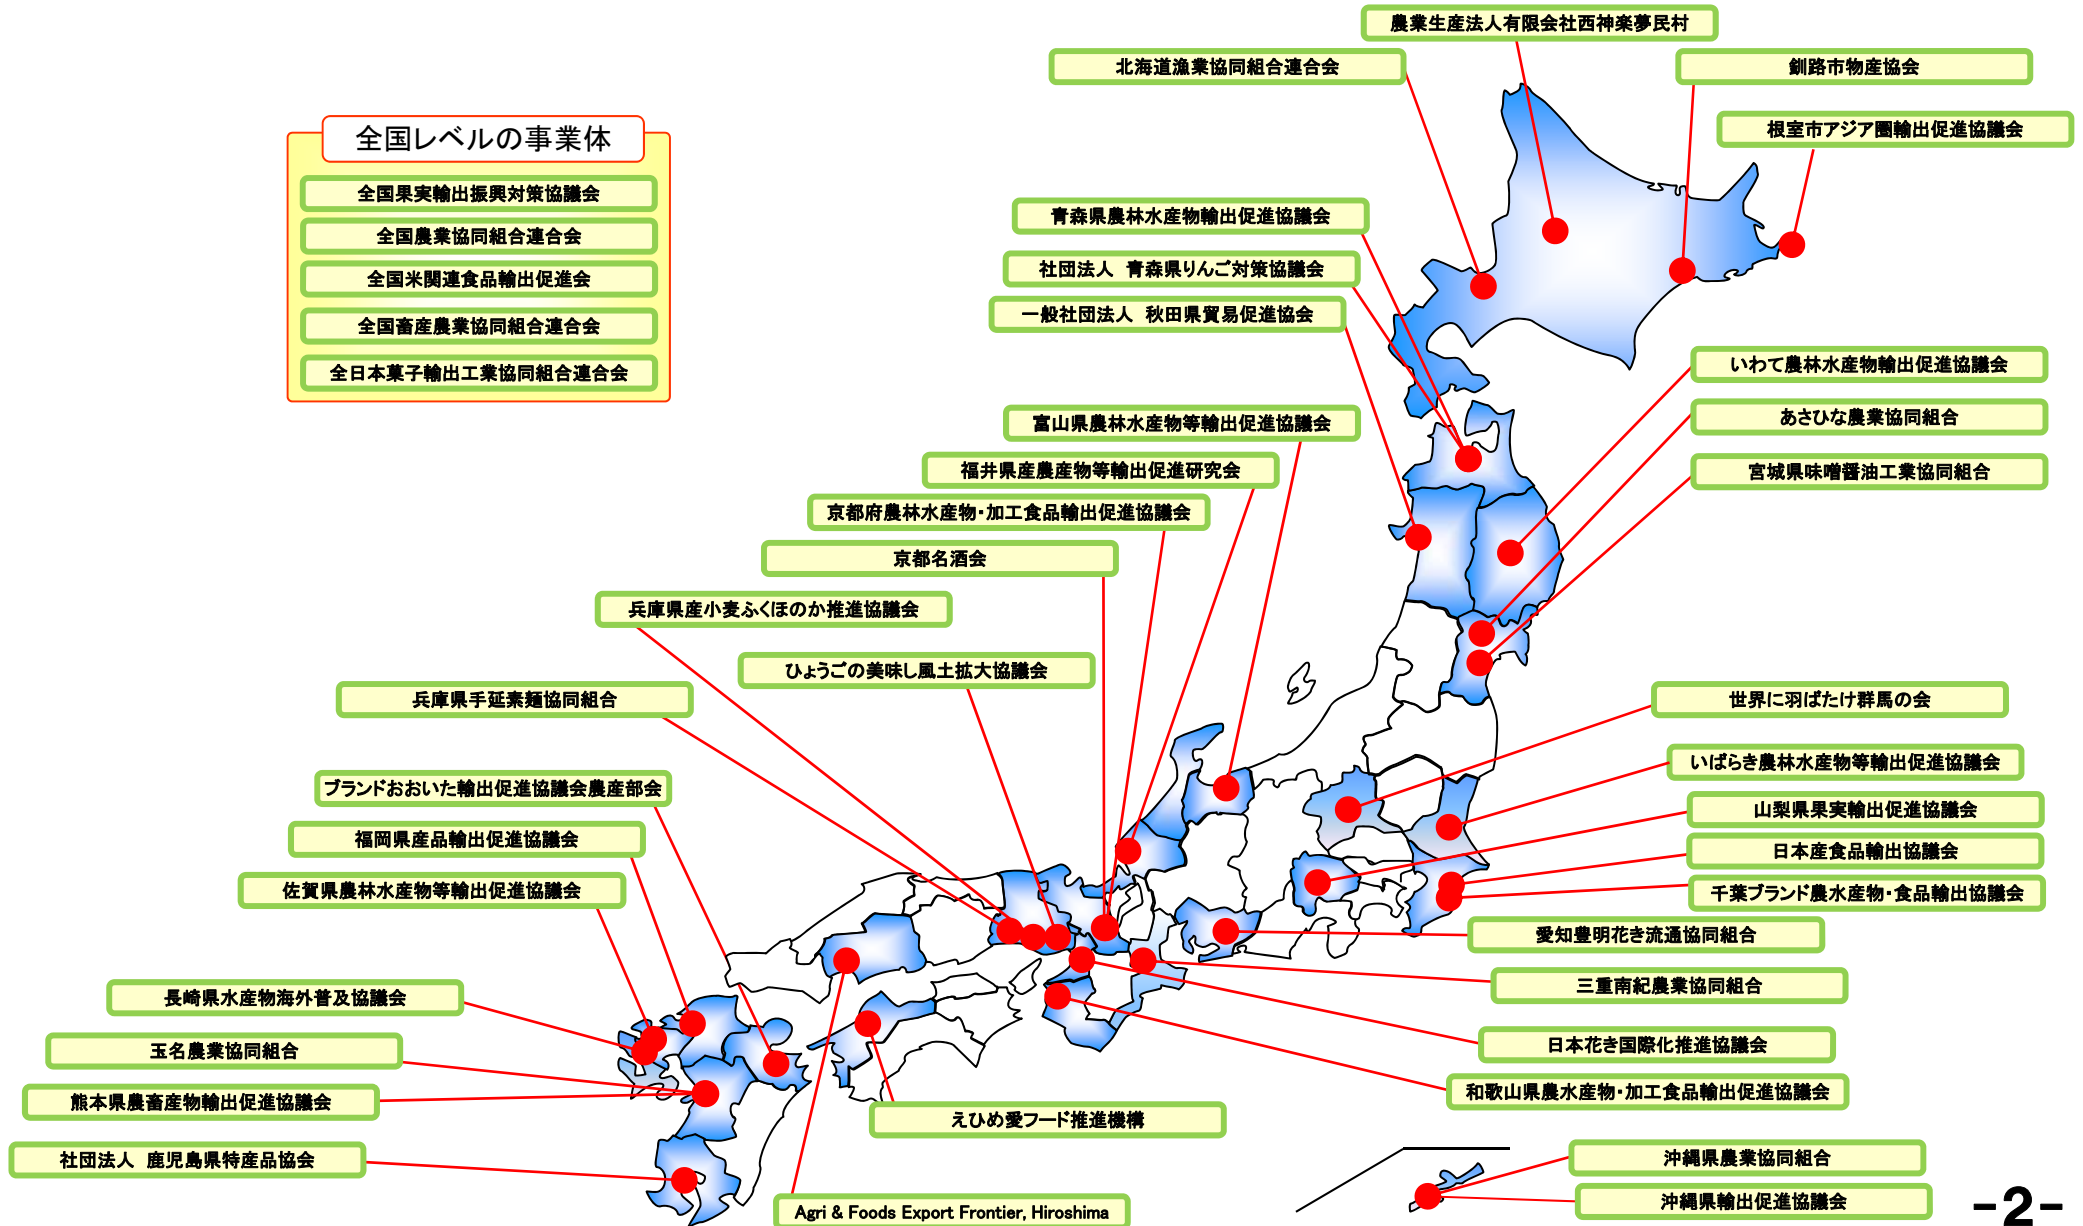 農業生産法人有限会社西神楽夢民村
北海道漁業協同組合連合会
釧路市物産協会
根室市アジア圏輸出促進協議会
全国レベルの事業体
全国果実輸出振興対策協議会
全国農業協同組合連合会
全国米関連食品輸出促進会
全国畜産農業協同組合連合会
全日本菓子輸出工業協同組合連合会
青森県農林水産物輸出促進協議会
社団法人 青森県りんご対策協議会
一般社団法人 秋田県貿易促進協会
いわて農林水産物輸出促進協議会
あさひな農業協同組合
宮城県味噌醤油工業協同組合
富山県農林水産物等輸出促進協議会
福井県産農産物等輸出促進研究会
京都府農林水産物・加工食品輸出促進協議会
京都名酒会
兵庫県産小麦ふくほのか推進協議会
ひょうごの美味し風土拡大協議会
兵庫県手延素麺協同組合
世界に羽ばたけ群馬の会
いばらき農林水産物等輸出促進協議会
山梨県果実輸出促進協議会
日本産食品輸出協議会
千葉ブランド農水産物・食品輸出協議会
ブランドおおいた輸出促進協議会農産部会
福岡県産品輸出促進協議会
佐賀県農林水産物等輸出促進協議会
愛知豊明花き流通協同組合
三重南紀農業協同組合
日本花き国際化推進協議会
和歌山県農水産物・加工食品輸出促進協議会
長崎県水産物海外普及協議会
玉名農業協同組合
熊本県農畜産物輸出促進協議会
社団法人 鹿児島県特産品協会
えひめ愛フード推進機構
Agri & Foods Export Frontier, Hiroshima
沖縄県農業協同組合
沖縄県輸出促進協議会
-2-